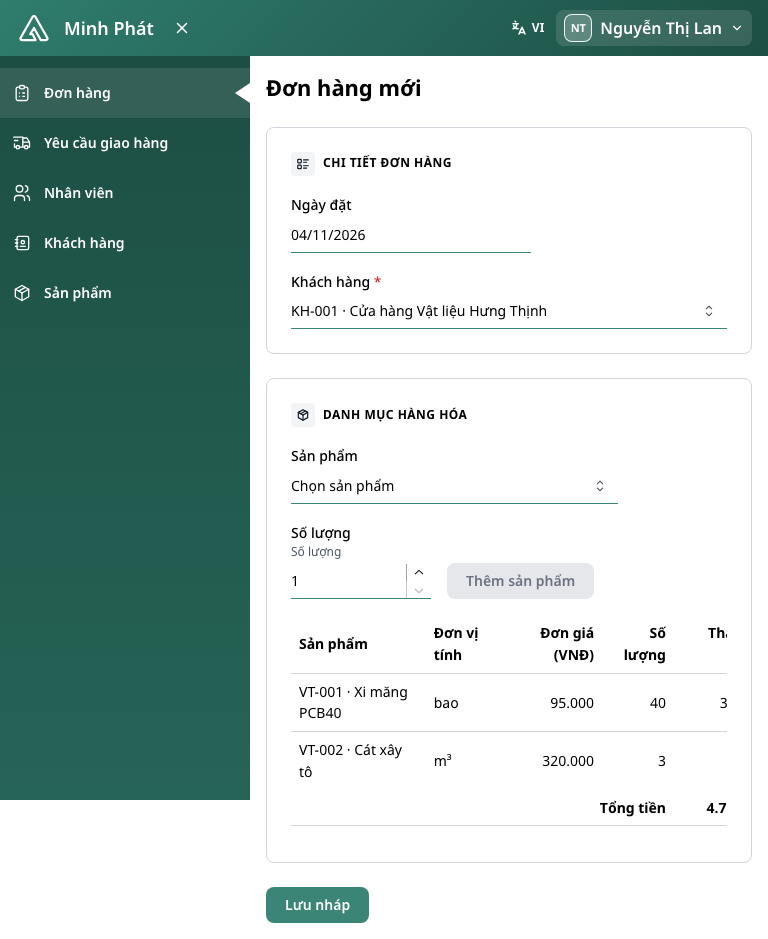 Minh Phát
VI
NT
Nguyễn Thị Lan
Đơn hàng
Yêu cầu giao hàng
Nhân viên
Khách hàng
Sản phẩm
Đơn hàng mới
CHI TIẾT ĐƠN HÀNG
Ngày đặt
04/11/2026
Khách hàng *
KH-001 · Cửa hàng Vật liệu Hưng Thịnh
DANH MỤC HÀNG HÓA
Sản phẩm
Chọn sản phẩm
Số lượng
Số lượng
1
Thêm sản phẩm
Sản phẩm Đơn vị tính Đơn giá (VNĐ) Số lượng
VT-001 · Xi măng PCB40 bao 95.000 40
VT-002 · Cát xây tô m³ 320.000 3
Tổng tiền 4.7
Lưu nháp